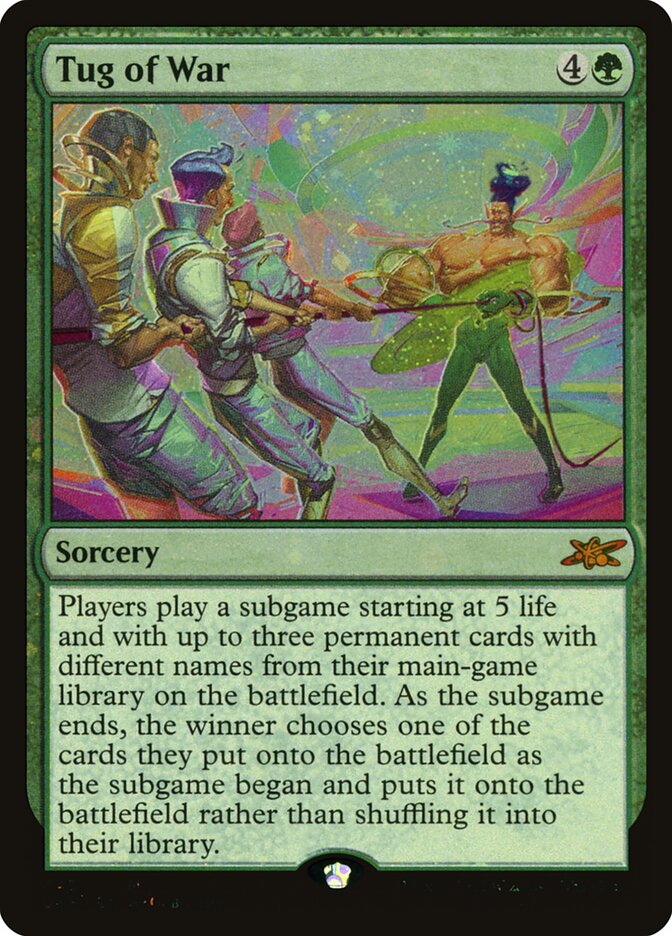 Tug of War 4
Sorcery
Players play a subgame starting at 5 life
and with up to three permanent cards with
different names from their main-game
library on the battlefield. As the subgame
ends, the winner chooses one of the
cards they put onto the battlefield as
the subgame began and puts it onto the
battlefield rather than shuffling it into
their library.